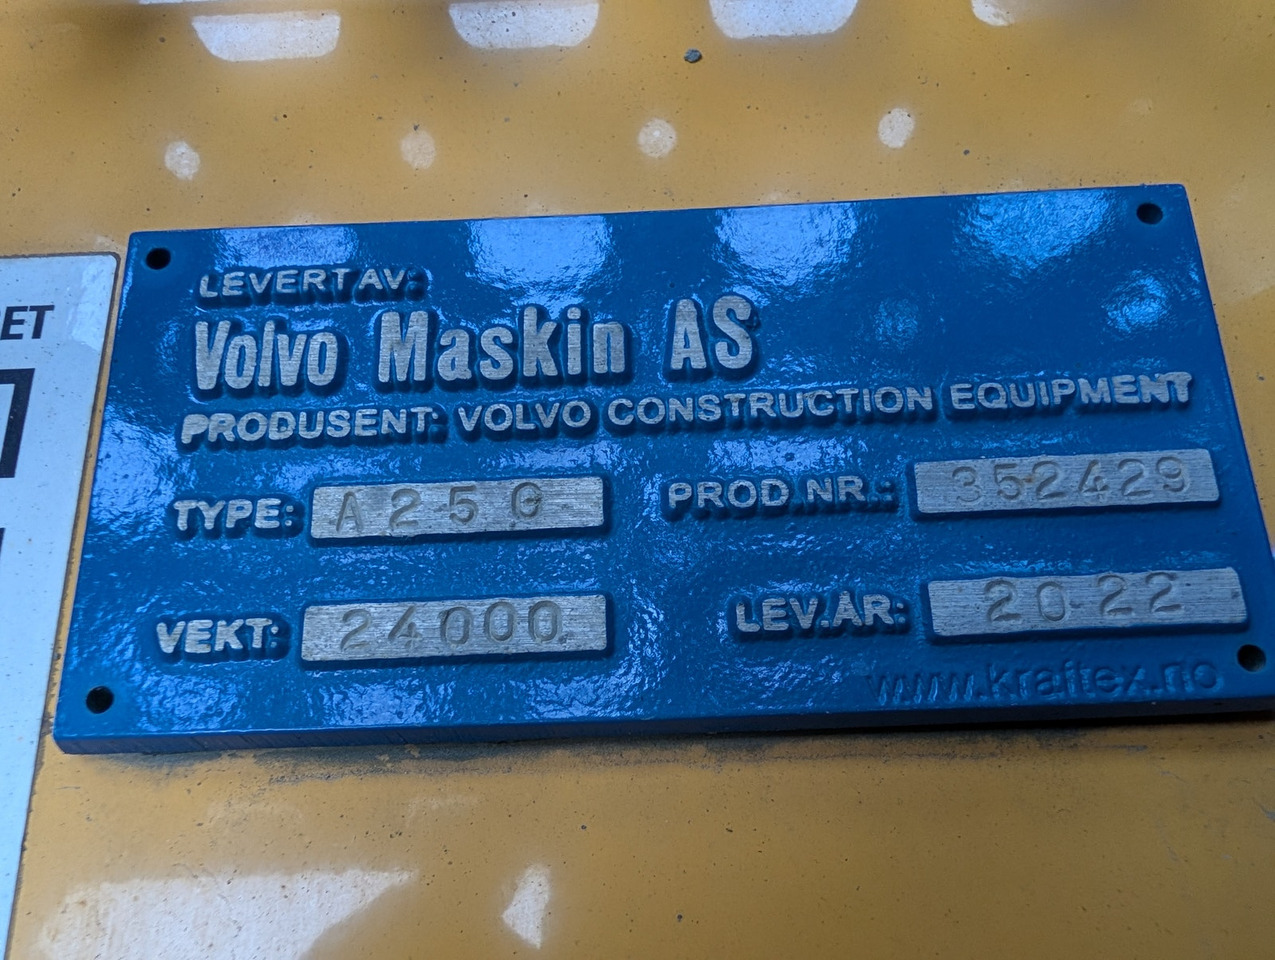 LEVERT AV:
Volvo Maskin AS
PRODUSENT: VOLVO CONSTRUCTION EQUIPMENT
TYPE: A25G PROD.NR.: 352429
VEKT: 24000 LEV.ÅR: 2022
www.kraftex.no